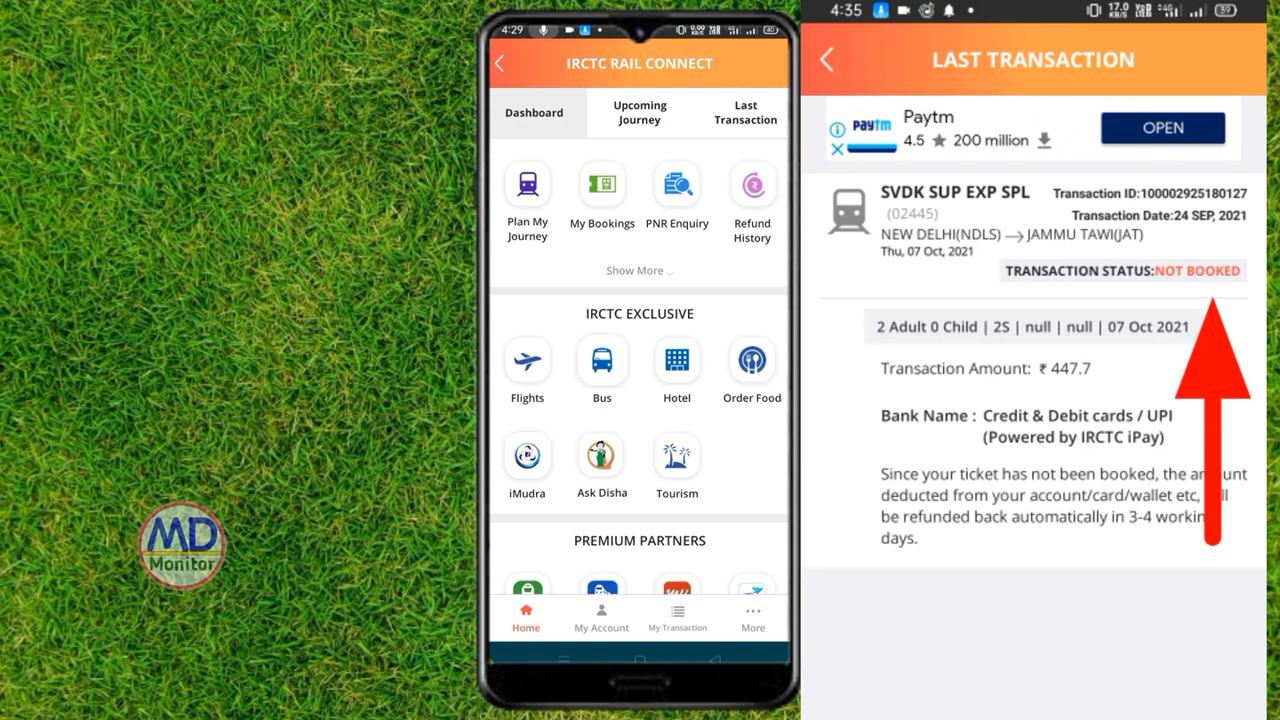 MD
Monitor
4:29
IRCTC RAIL CONNECT
Dashboard
Upcoming
Journey
Last
Transaction
Plan My
Journey
My Bookings
PNR Enquiry
Refund
History
Show More
IRCTC EXCLUSIVE
Flights
Bus
Hotel
Order Food
iMudra
Ask Disha
Tourism
PREMIUM PARTNERS
Home
My Account
My Transaction
More
4:35
17.0
KB/S
4G
39
LAST TRANSACTION
Paytm
paytm
4.5 ★ 200 million
OPEN
SVDK SUP EXP SPL
Transaction ID:100002925180127
(02445)
Transaction Date:24 SEP, 2021
NEW DELHI(NDLS) → JAMMU TAWI(JAT)
Thu, 07 Oct, 2021
TRANSACTION STATUS:NOT BOOKED
2 Adult 0 Child | 2S | null | null | 07 Oct 2021
Transaction Amount: ₹ 447.7
Bank Name : Credit & Debit cards / UPI
(Powered by IRCTC iPay)
Since your ticket has not been booked, the
deducted from your account/card/wallet etc,
be refunded back automatically in 3-4
days.